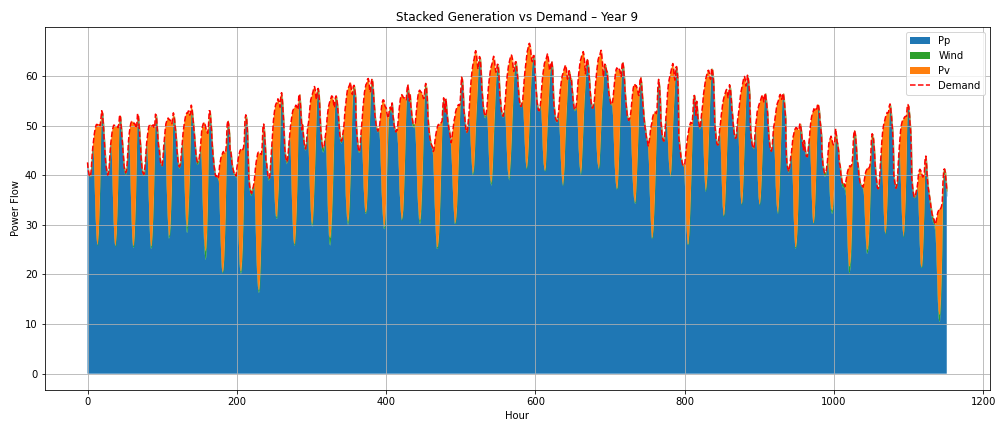 Stacked Generation vs Demand – Year 9
Pp
Wind
Pv
Demand
Power Flow
60
50
40
30
20
10
0
0 200 400 600 800 1000 1200
Hour